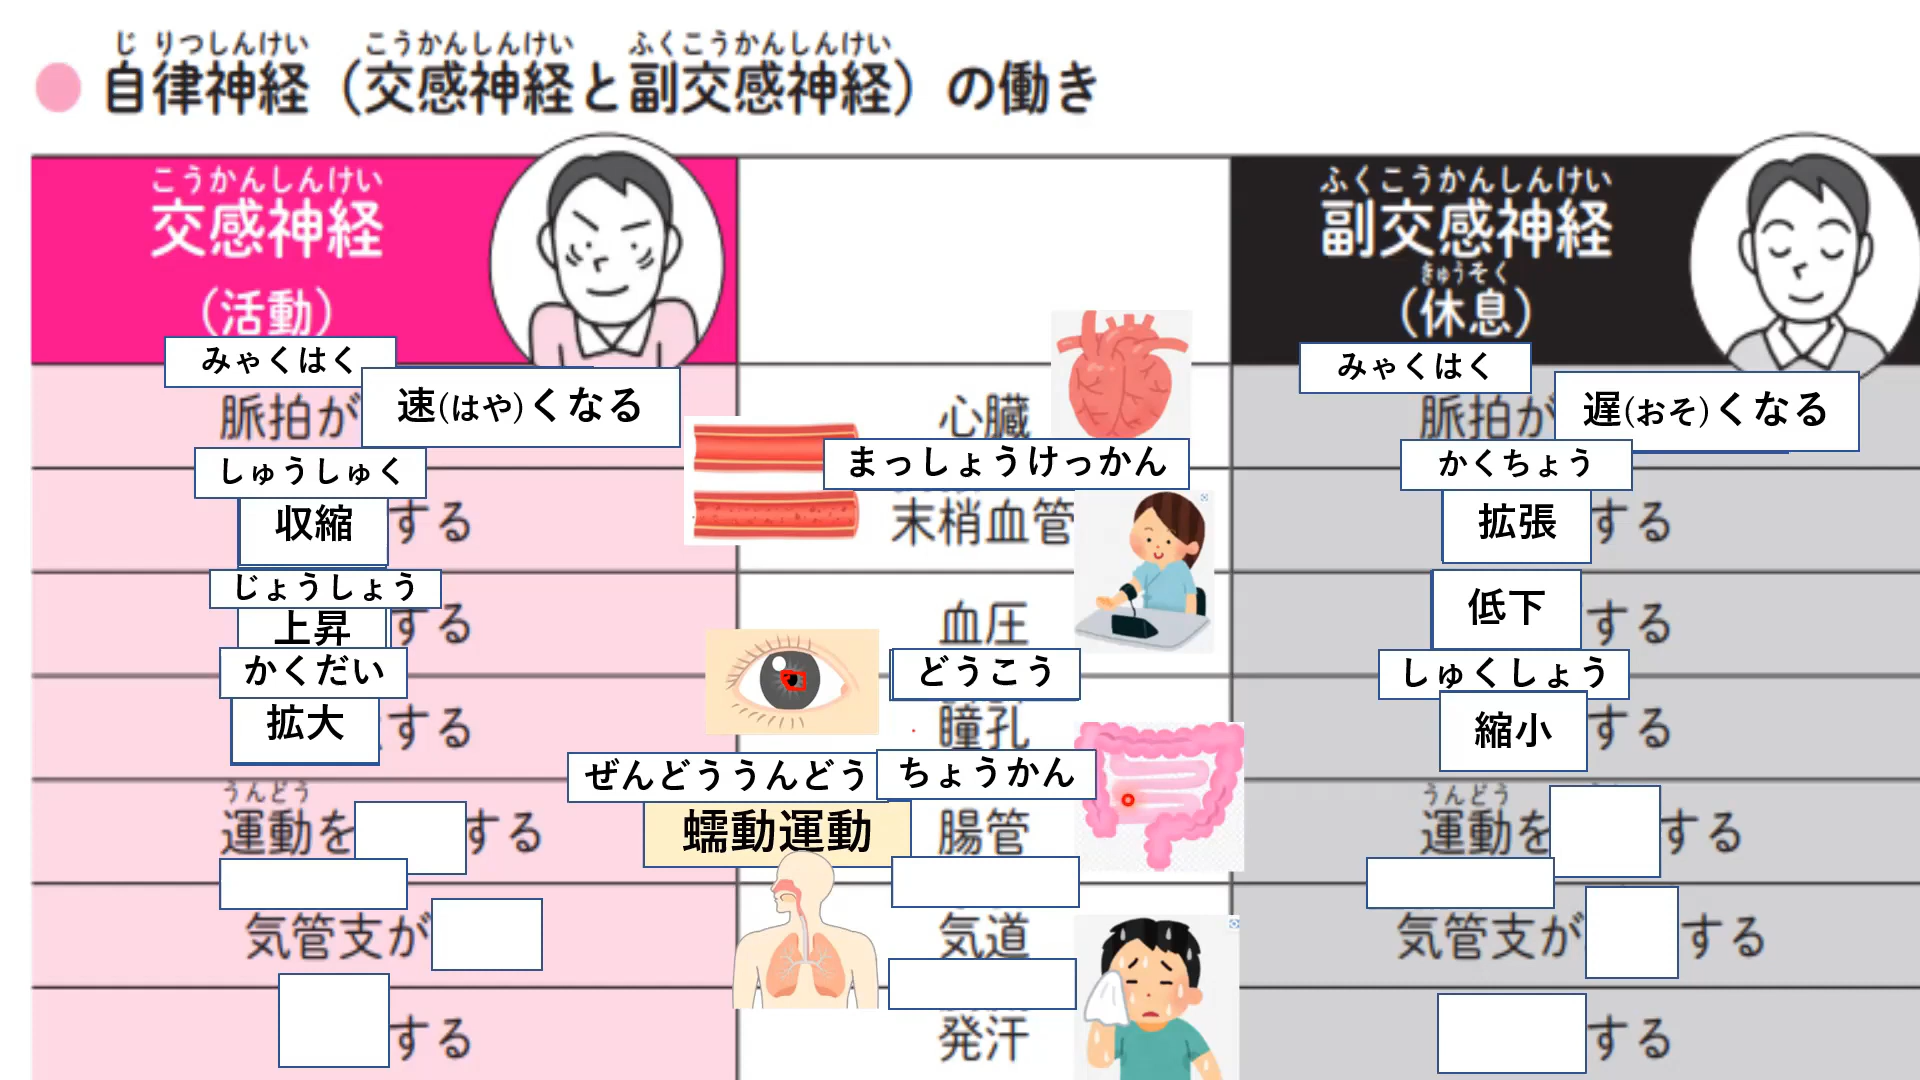 じりつしんけい　こうかんしんけい　ふくこうかんしんけい
自律神経（交感神経と副交感神経）の働き
こうかんしんけい
交感神経
（活動）
ふくこうかんしんけい
副交感神経
きゅうそく
（休息）
みゃくはく
脈拍が
速(はや)くなる
心臓
みゃくはく
脈拍が
遅(おそ)くなる
しゅうしゅく
収縮する
まっしょうけっかん
末梢血管
かくちょう
拡張する
じょうしょう
上昇する
血圧
低下する
かくだい
拡大する
どうこう
瞳孔
しゅくしょう
縮小する
うんどう
運動を　する
ぜんどううんどう
蠕動運動
ちょうかん
腸管
うんどう
運動を　する
気管支が
気道
気管支が　する
する
発汗
する